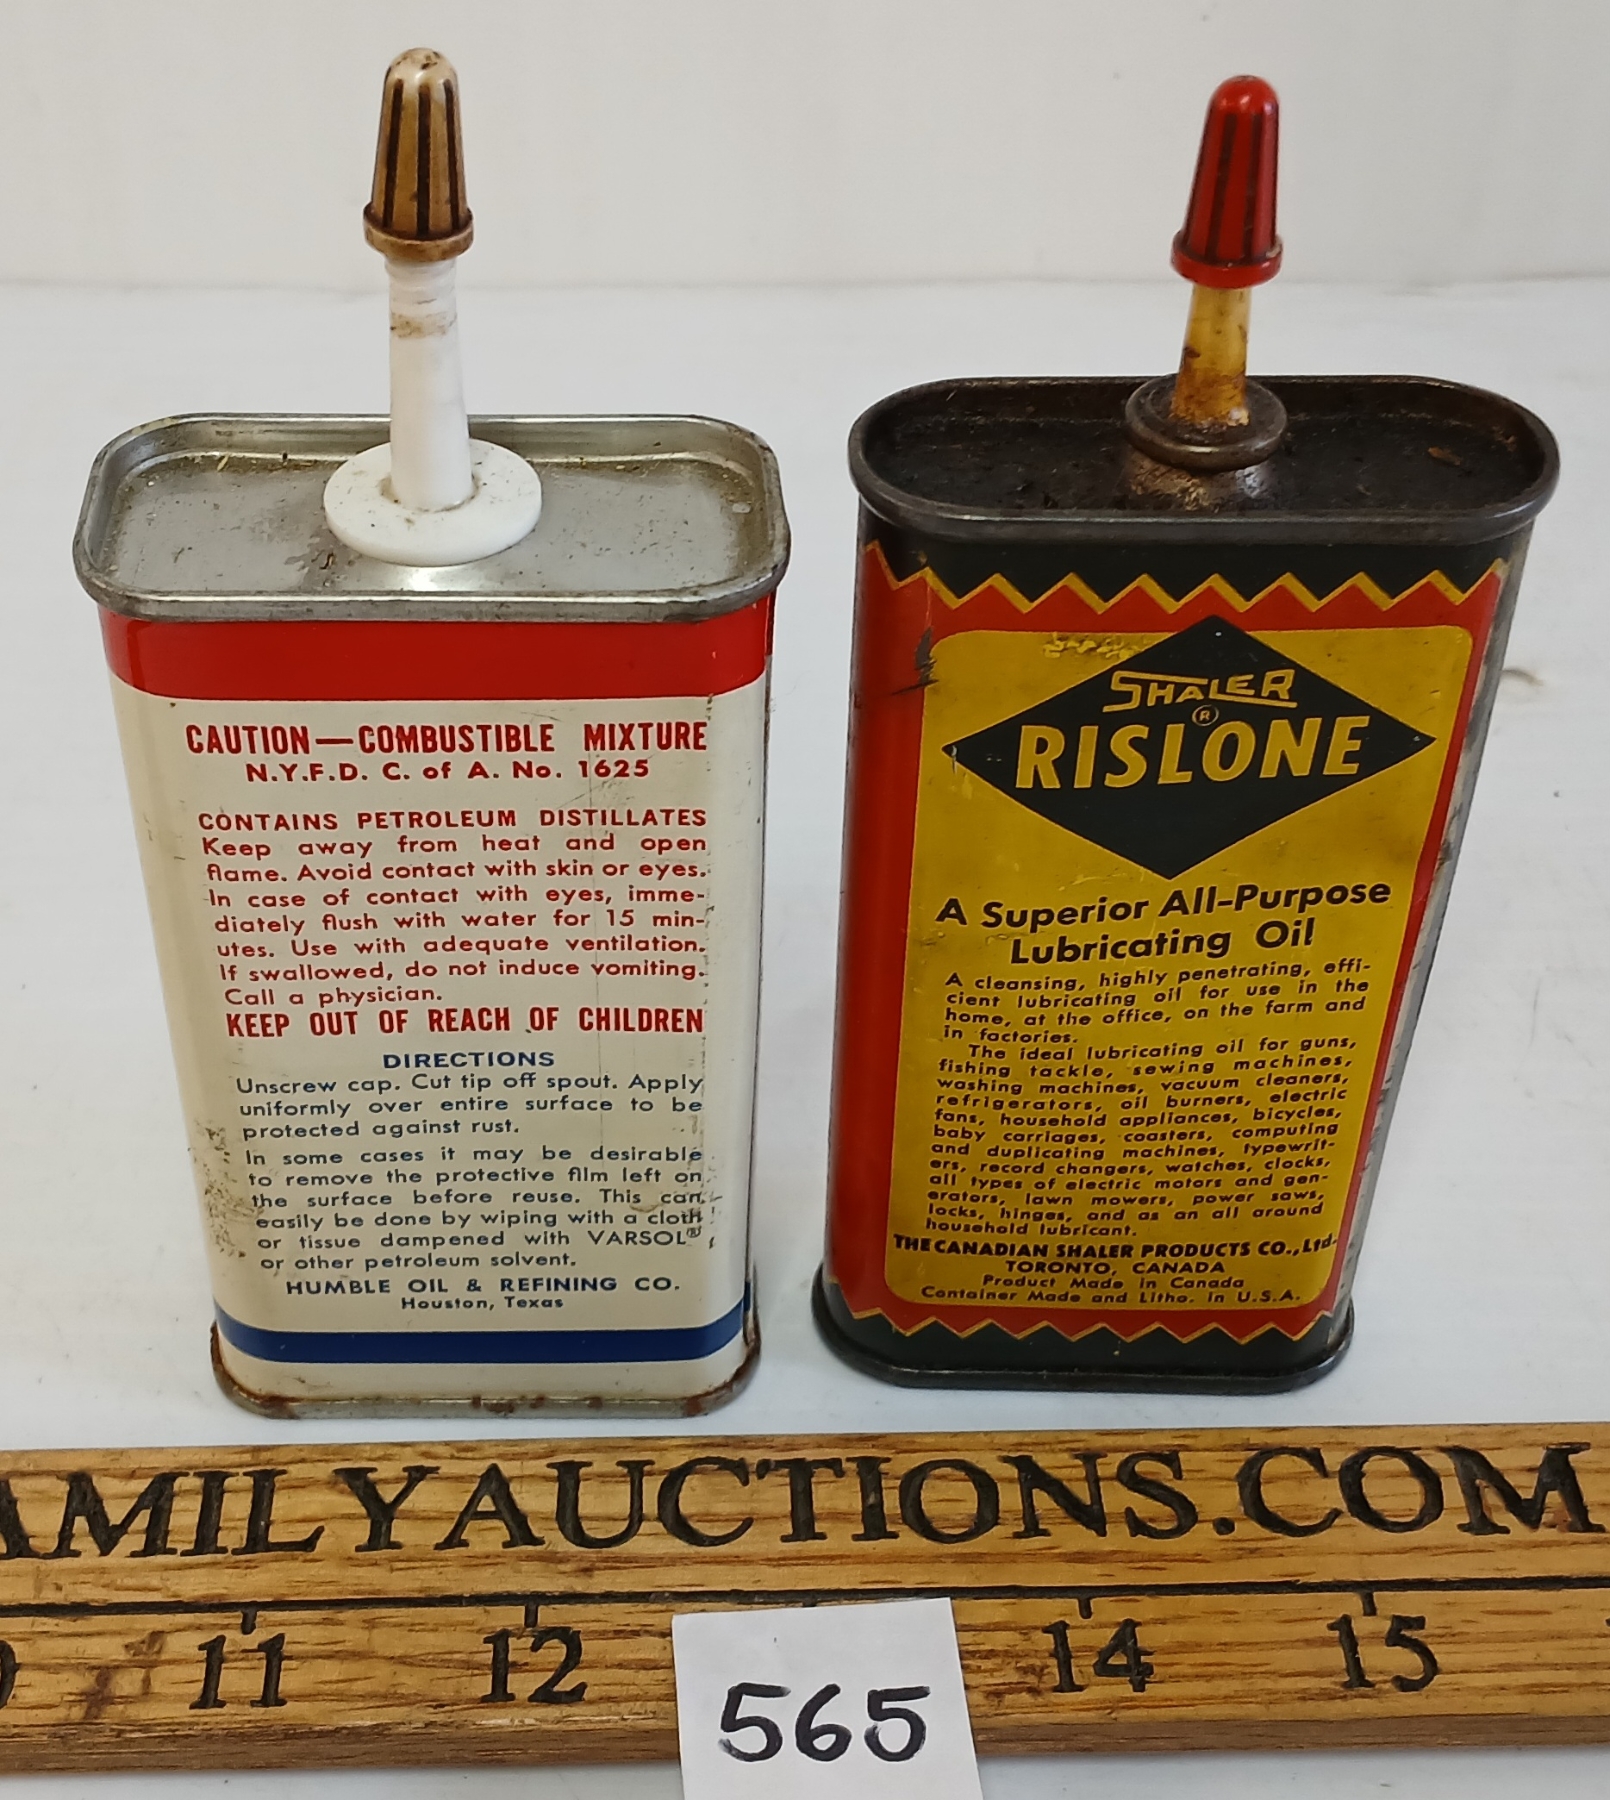 CAUTION—COMBUSTIBLE MIXTURE
N.Y.F.D. C. of A. No. 1625
CONTAINS PETROLEUM DISTILLATES
Keep away from heat and open
flame. Avoid contact with skin or eyes.
In case of contact with eyes, imme-
diately flush with water for 15 min-
utes. Use with adequate ventilation.
If swallowed, do not induce vomiting.
Call a physician.
KEEP OUT OF REACH OF CHILDREN
DIRECTIONS
Unscrew cap. Cut tip off spout. Apply
uniformly over entire surface to be
protected against rust.
In some cases it may be desirable
to remove the protective film left on
the surface before reuse. This can
easily be done by wiping with a cloth
or tissue dampened with VARSOL®
or other petroleum solvent.
HUMBLE OIL & REFINING CO.
Houston, Texas
SHALER
®
RISLONE
A Superior All-Purpose
Lubricating Oil
A cleansing, highly penetrating, effi-
cient lubricating oil for use in the
home, at the office, on the farm and
in factories.
The ideal lubricating oil for guns,
fishing tackle, sewing machines,
washing machines, vacuum cleaners,
refrigerators, oil burners, electric
fans, household appliances, bicycles,
baby carriages, coasters, computing
and duplicating machines, typewrit-
ers, record changers, watches, clocks,
all types of electric motors and gen-
erators, lawn mowers, power saws,
locks, hinges, and as an all around
household lubricant.
THE CANADIAN SHALER PRODUCTS CO., Ltd.
TORONTO, CANADA
Product Made in Canada
Container Made and Litho. in U.S.A.
AMILYAUCTIONS.COM
11 12 14 15
565